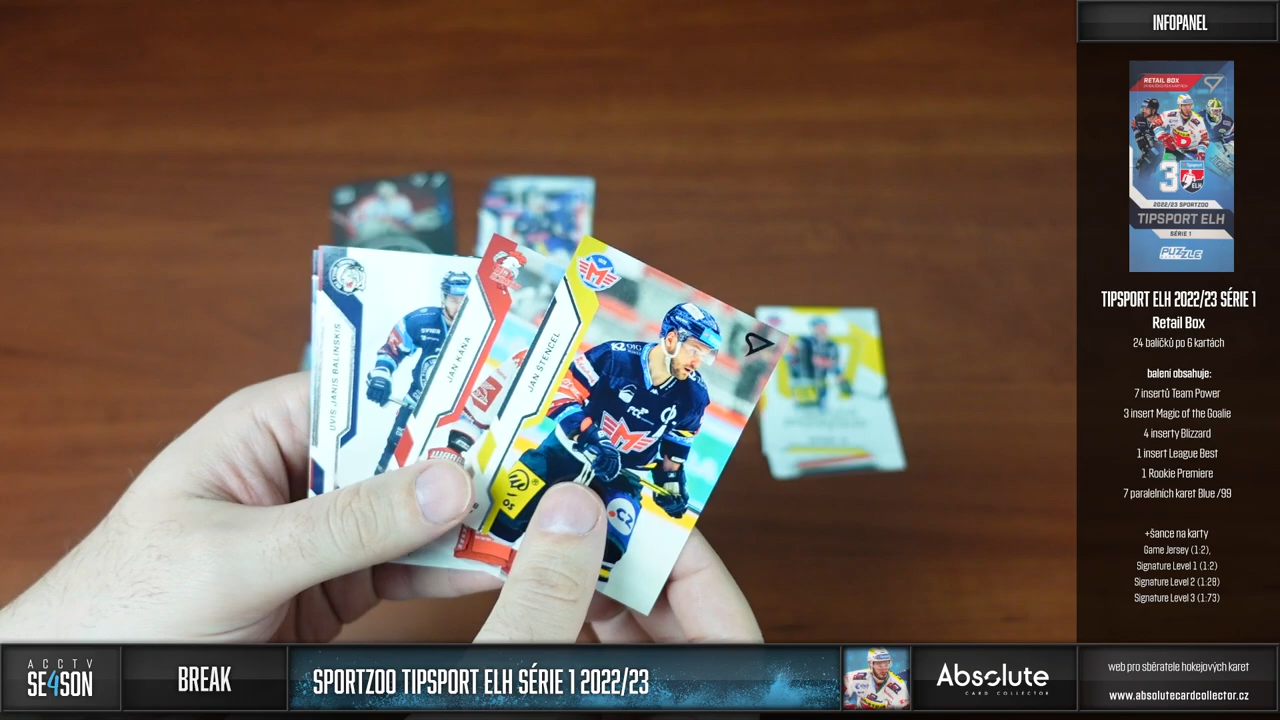 INFOPANEL
RETAIL BOX
3
ELH
2022/23 SPORTZOO
TIPSPORT ELH
SÉRIE 1
PUZZLE
TIPSPORT ELH 2022/23 SÉRIE 1
Retail Box
24 balíčků po 6 kartách
balení obsahuje:
7 insertů Team Power
3 insert Magic of the Goalie
4 inserty Blizzard
1 insert League Best
1 Rookie Premiere
7 paralelních karet Blue /99
+šance na karty
Game Jersey (1:2),
Signature Level 1 (1:2)
Signature Level 2 (1:28)
Signature Level 3 (1:73)
UVIS JANIS BALINSKIS
JAN KÁŇA
JAN ŠTENCEL
ACCTV
SE4SON
BREAK
SPORTZOO TIPSPORT ELH SÉRIE 1 2022/23
Absolute
CARD COLLECTOR
web pro sběratele hokejových karet
www.absolutecardcollector.cz